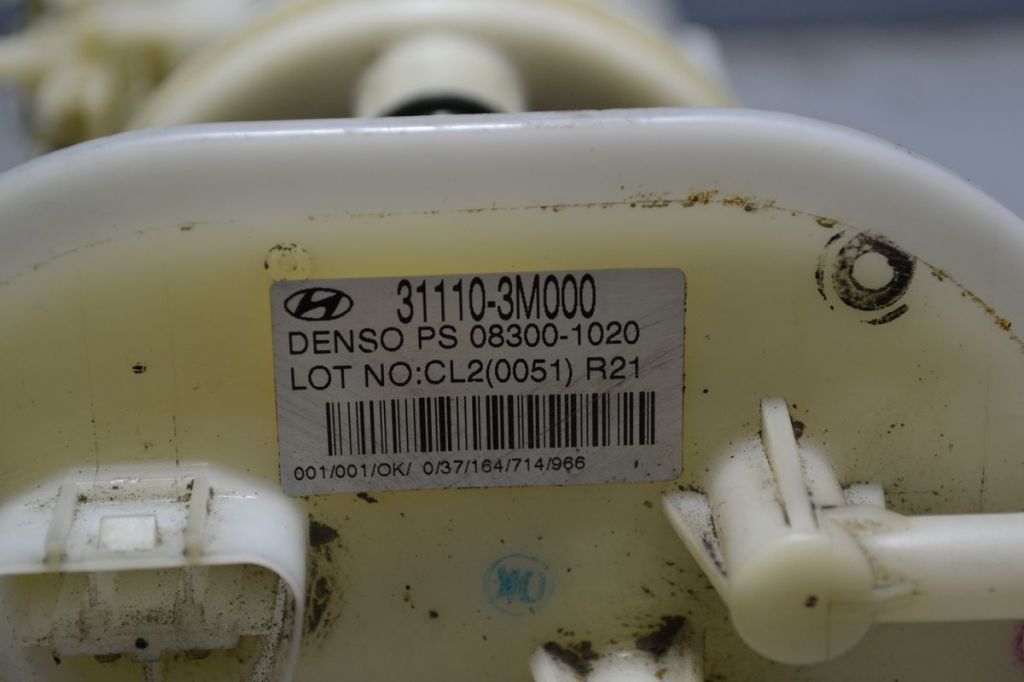 31110-3M000
DENSO PS 08300-1020
LOT NO:CL2(0051) R21
001/001/OK/ 0/37/164/714/966